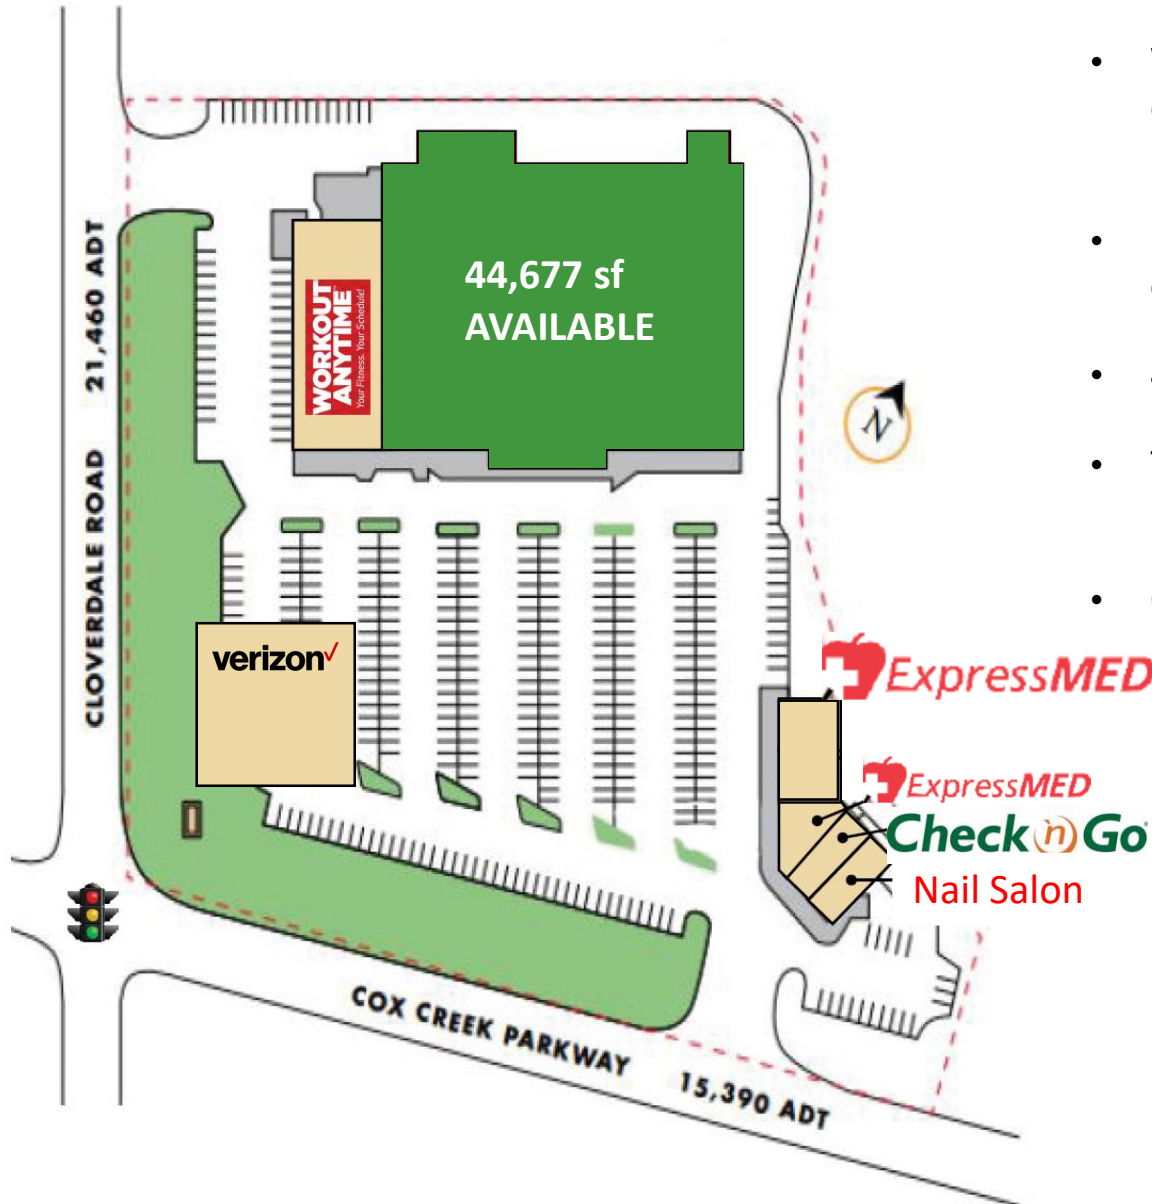 44,677 sf
AVAILABLE
WORKOUT
ANYTIME
Your Fitness. Your Schedule!
CLOVERDALE ROAD 21,460 ADT
N
verizon
ExpressMED
ExpressMED
Check 'n Go
Nail Salon
COX CREEK PARKWAY 15,390 ADT